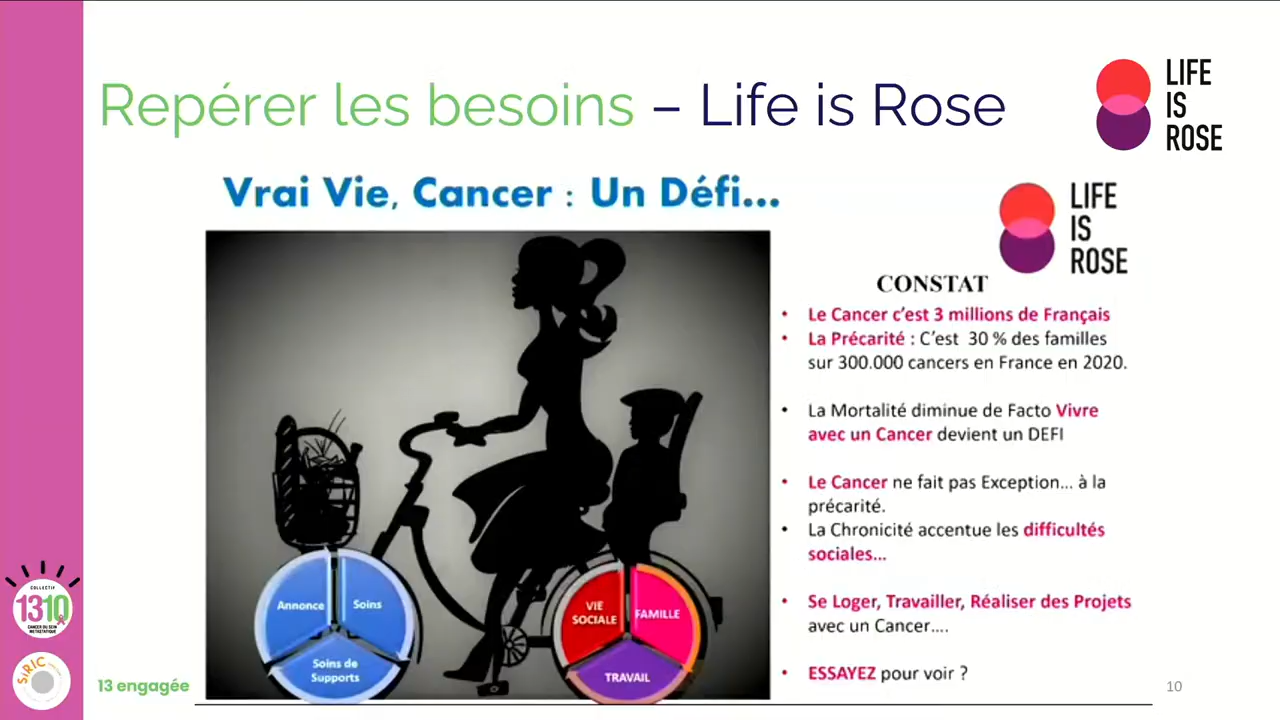 Repérer les besoins – Life is Rose
LIFE
IS
ROSE
Vrai Vie, Cancer : Un Défi...
LIFE
IS
ROSE
CONSTAT
• Le Cancer c'est 3 millions de Français
• La Précarité : C'est 30 % des familles
sur 300.000 cancers en France en 2020.
• La Mortalité diminue de Facto Vivre
avec un Cancer devient un DEFI
• Le Cancer ne fait pas Exception... à la
précarité.
• La Chronicité accentue les difficultés
sociales...
• Se Loger, Travailler, Réaliser des Projets
avec un Cancer....
• ESSAYEZ pour voir ?
Annonce
Soins
Soins de
Supports
VIE
SOCIALE
FAMILLE
TRAVAIL
COLLECTIF
1310
CANCER DU SEIN
MÉTASTATIQUE
SiRIC
13 engagée
10